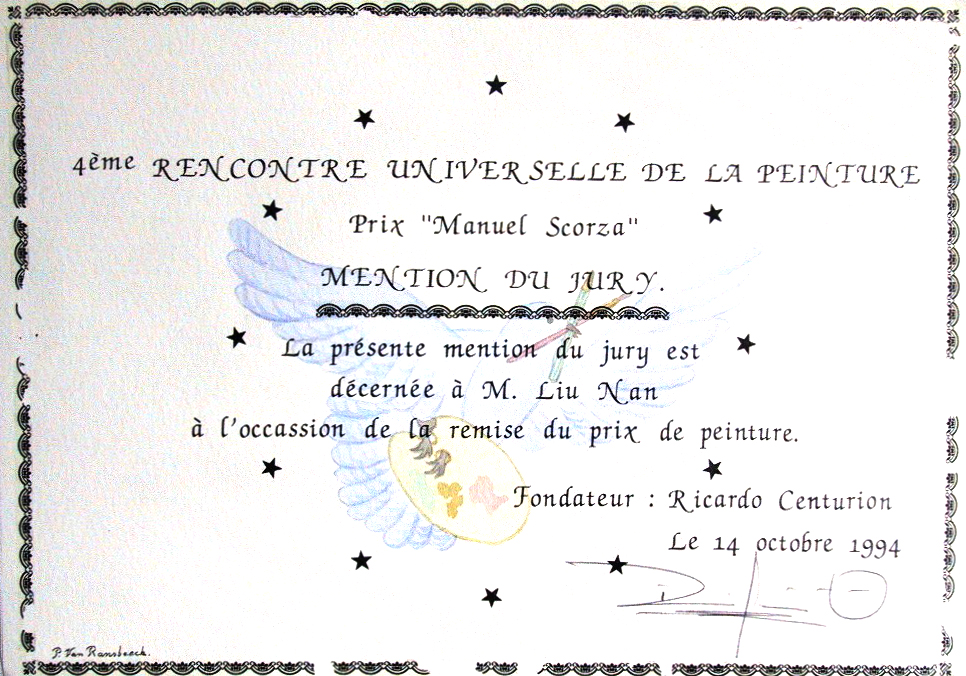 4ème RENCONTRE UNIVERSELLE DE LA PEINTURE
Prix "Manuel Scorza"
MENTION DU JURY.
La présente mention du jury est
décernée à M. Liu Nan
à l'occassion de la remise du prix de peinture.
Fondateur : Ricardo Centurion
Le 14 octobre 1994
P. Van Ransbeeck.